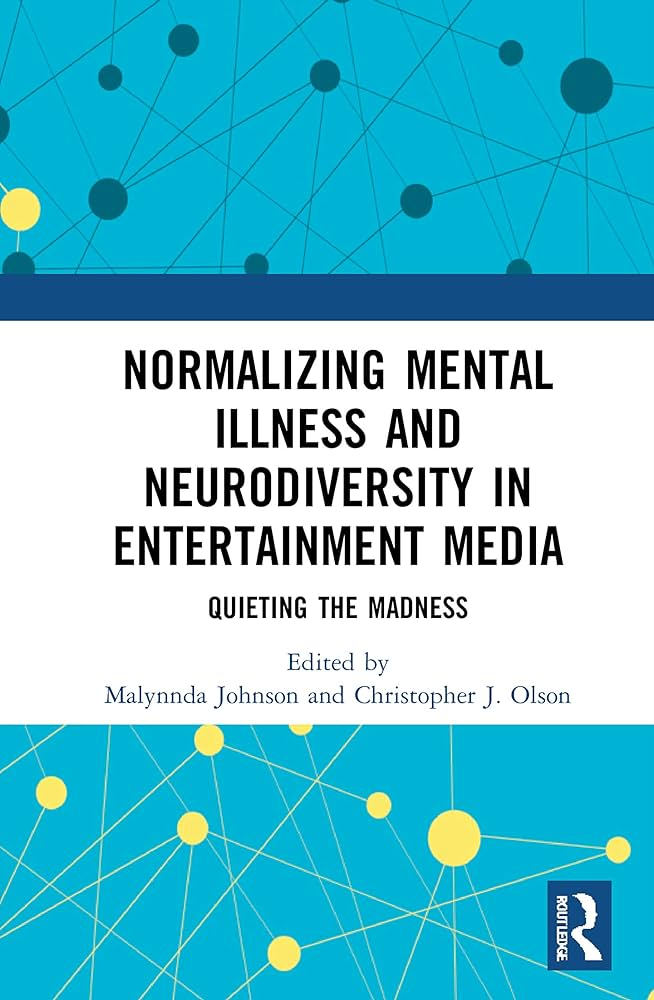 NORMALIZING MENTAL
ILLNESS AND
NEURODIVERSITY IN
ENTERTAINMENT MEDIA
QUIETING THE MADNESS
Edited by
Malynnda Johnson and Christopher J. Olson
ROUTLEDGE